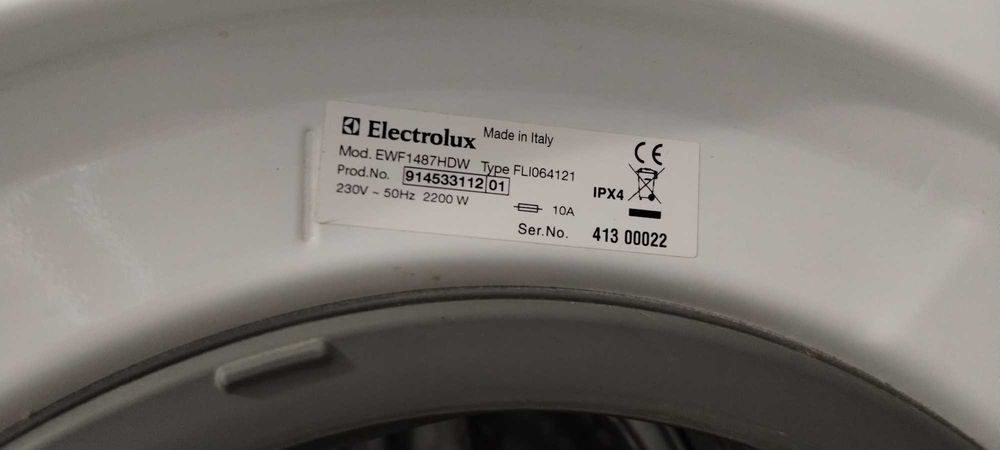 Electrolux Made in Italy
Mod. EWF1487HDW Type FLI064121
Prod.No. 914533112 01
230V ~ 50Hz 2200 W
10A
Ser.No. 413 00022
CE
IPX4